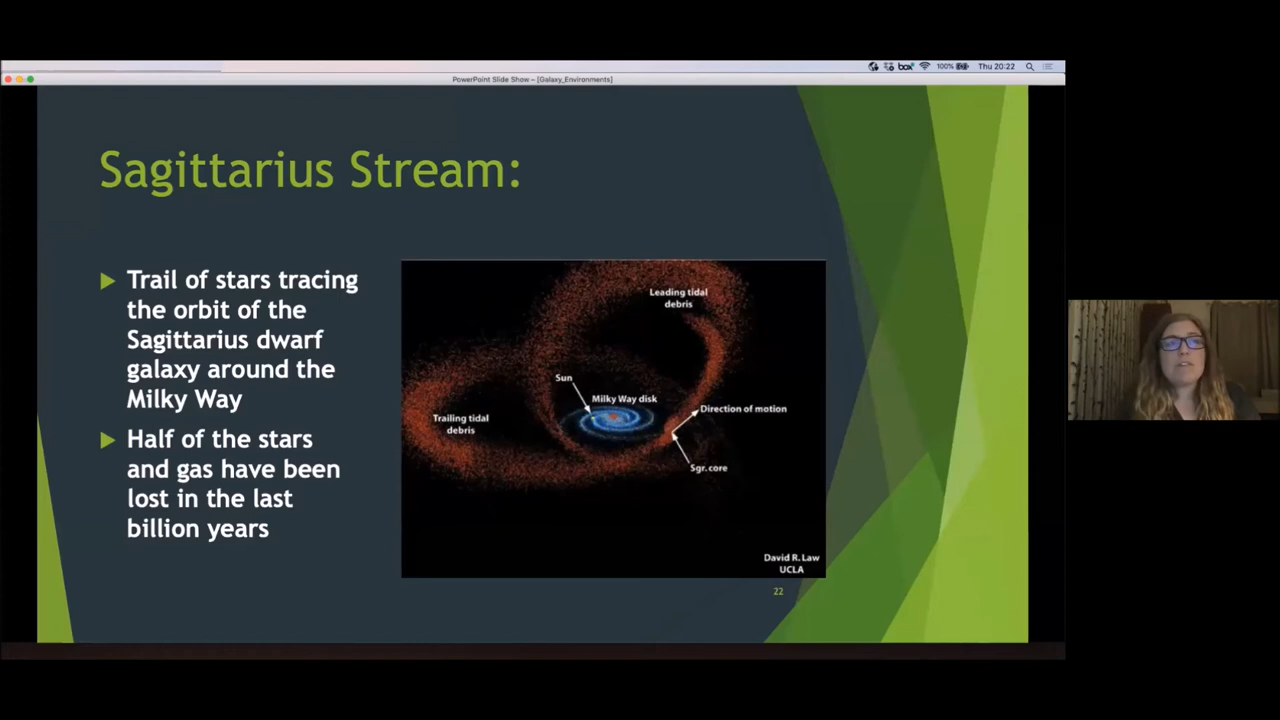 box 100% Thu 20:22
PowerPoint Slide Show – [Galaxy_Environments]
Sagittarius Stream:
Trail of stars tracing
the orbit of the
Sagittarius dwarf
galaxy around the
Milky Way
Half of the stars
and gas have been
lost in the last
billion years
Leading tidal
debris
Sun
Milky Way disk
Direction of motion
Trailing tidal
debris
Sgr. core
David R. Law
UCLA
22